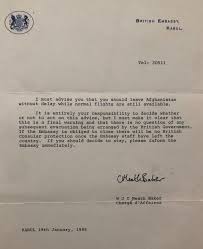 BRITISH EMBASSY,
KABUL.
Tel: 30511
I must advise you that you should leave Afghanistan
without delay while normal flights are still available.
It is entirely your responsibility to decide whether
or not to act on this advice, but I must make it clear that
this is a final warning and that there is no question of any
subsequent evacuation being arranged by the British Government.
If the Embassy is obliged to close there will be no British
Consular protection once the Embassy staff have left the
country. If you should decide to stay, please inform the
Embassy immediately.
W J D
Chargé d'Affaires
KABUL 19th January,